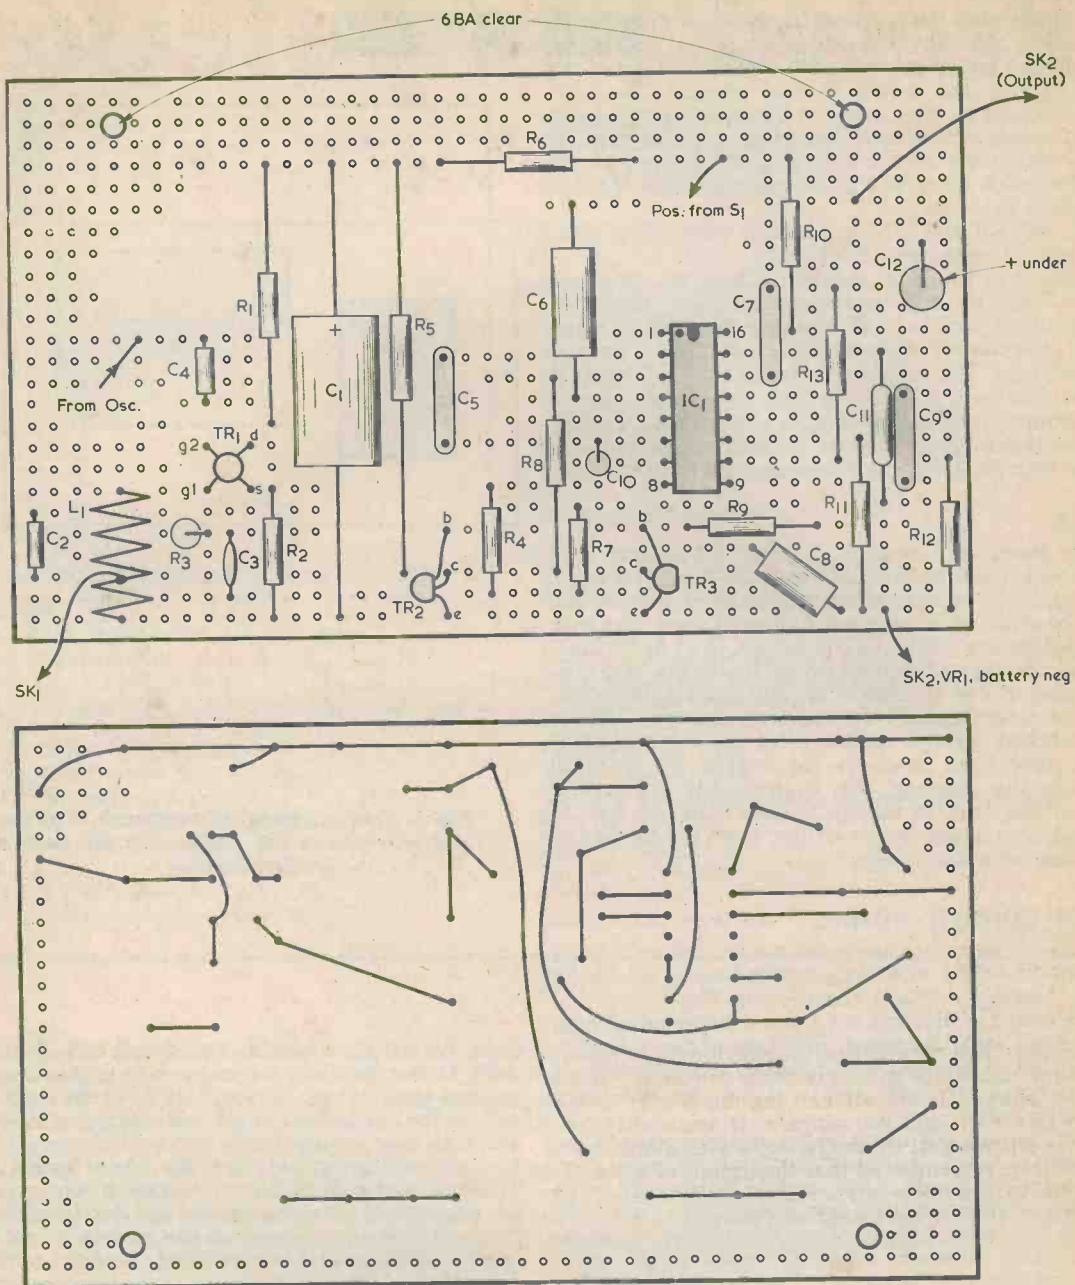 6BA clear
SK2
(Output)
R6
Pos. from S1
R10
C12
+ under
R1
C6
C7
+
R5
1
16
C4
C1
C5
IC1
R13
From Osc.
C11
C9
g2
TR1
d
R8
C10
g1
s
8
9
L1
R11
C2
R3
C3
R2
b
R4
b
R9
R12
c
R7
c
C8
TR2
e
e
TR3
SK1
SK2, VR1, battery neg